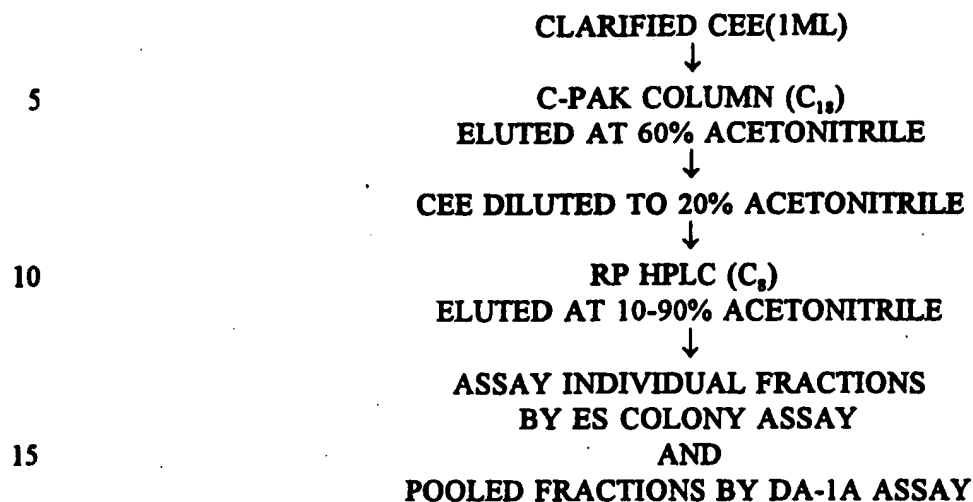 CLARIFIED CEE(1ML)
↓
5 C-PAK COLUMN (C₁₈)
ELUTED AT 60% ACETONITRILE
↓
CEE DILUTED TO 20% ACETONITRILE
↓
10 RP HPLC (C₈)
ELUTED AT 10-90% ACETONITRILE
↓
ASSAY INDIVIDUAL FRACTIONS
BY ES COLONY ASSAY
15 AND
POOLED FRACTIONS BY DA-1A ASSAY